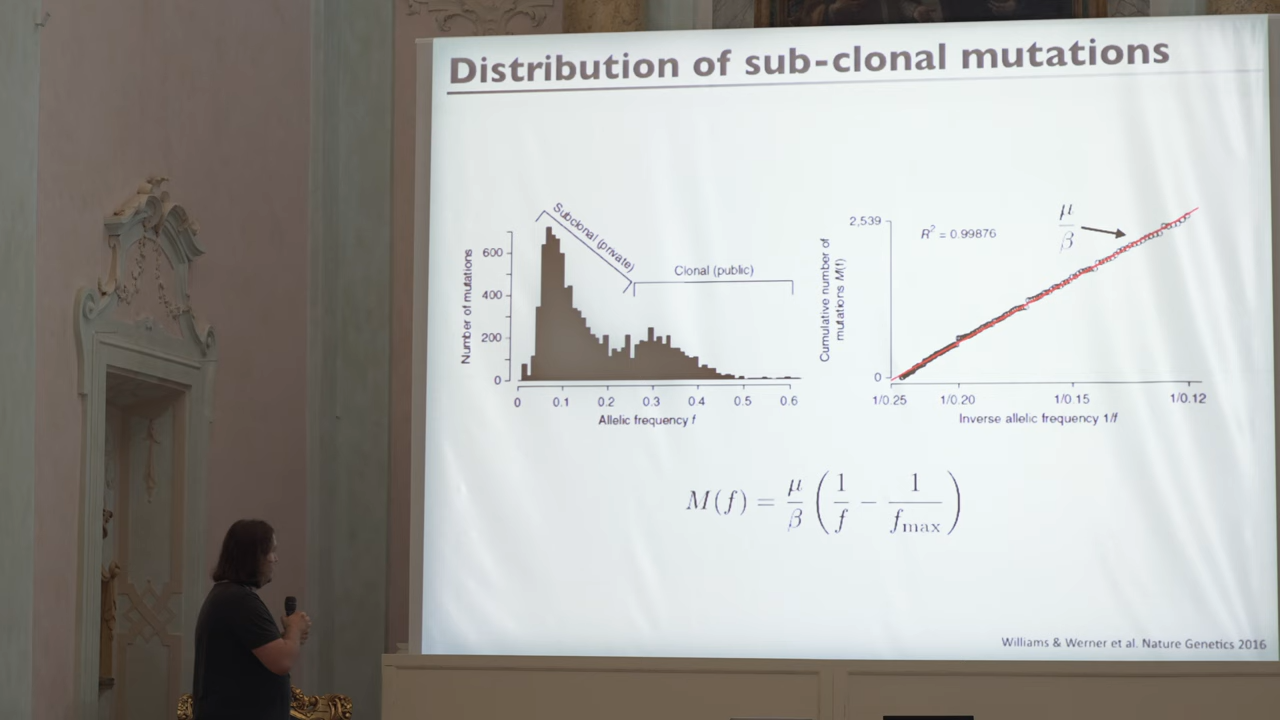 Distribution of sub-clonal mutations
Number of mutations
600
400
200
0
Subclonal (private)
Clonal (public)
0 0.1 0.2 0.3 0.4 0.5 0.6
Allelic frequency f
Cumulative number of
mutations M(f)
2,539
0
R² = 0.99876
μ/β
1/0.25 1/0.20 1/0.15 1/0.12
Inverse allelic frequency 1/f
M(f) = μ/β (1/f − 1/fmax)
Williams & Werner et al. Nature Genetics 2016